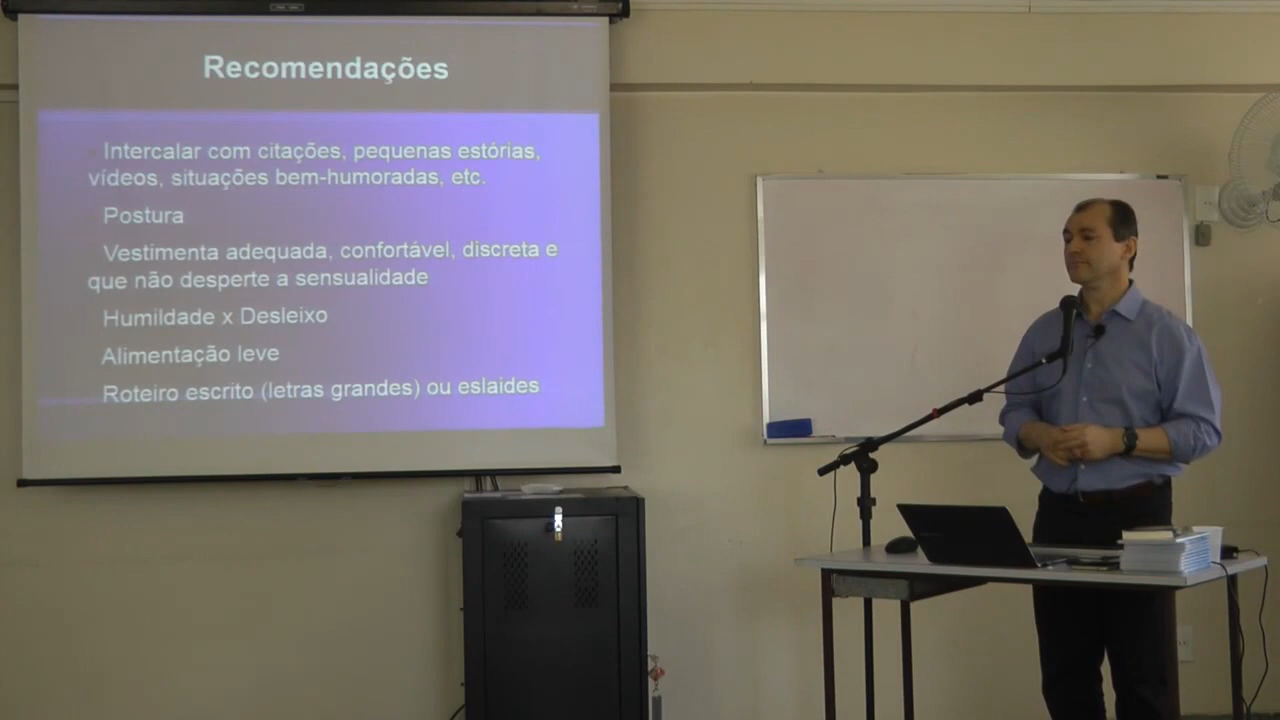 Recomendações
Intercalar com citações, pequenas estórias,
vídeos, situações bem-humoradas, etc.
Postura
Vestimenta adequada, confortável, discreta e
que não desperte a sensualidade
Humildade x Desleixo
Alimentação leve
Roteiro escrito (letras grandes) ou eslaides